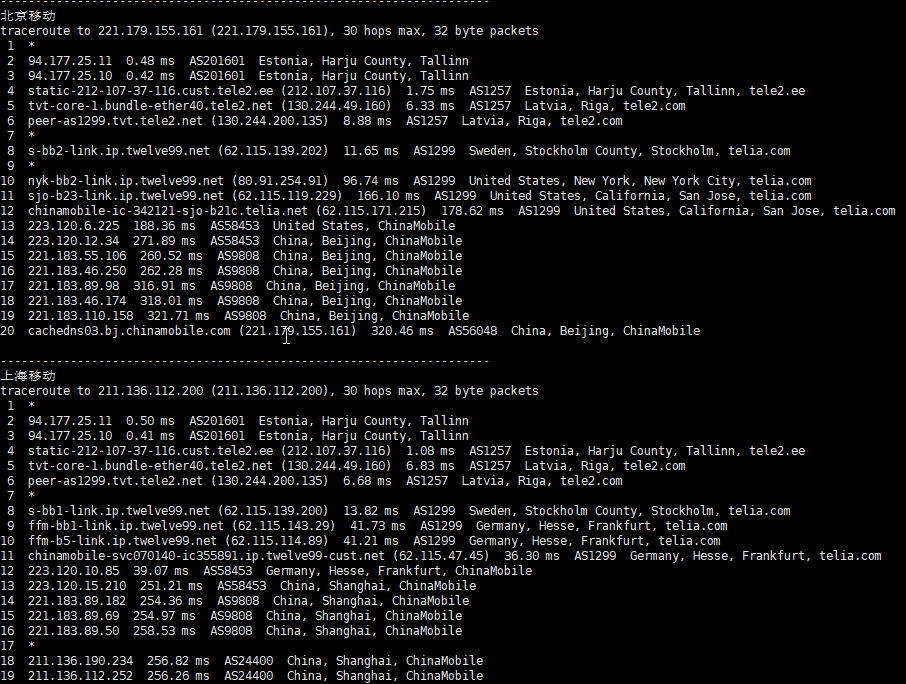 ----------------------------------------------------------------------
北京移动
traceroute to 221.179.155.161 (221.179.155.161), 30 hops max, 32 byte packets
1 *
2 94.177.25.11 0.48 ms AS201601 Estonia, Harju County, Tallinn
3 94.177.25.10 0.42 ms AS201601 Estonia, Harju County, Tallinn
4 static-212-107-37-116.cust.tele2.ee (212.107.37.116) 1.75 ms AS1257 Estonia, Harju County, Tallinn, tele2.ee
5 tvt-core-1.bundle-ether40.tele2.net (130.244.49.160) 6.33 ms AS1257 Latvia, Riga, tele2.com
6 peer-as1299.tvt.tele2.net (130.244.200.135) 8.88 ms AS1257 Latvia, Riga, tele2.com
7 *
8 s-bb2-link.ip.twelve99.net (62.115.139.202) 11.65 ms AS1299 Sweden, Stockholm County, Stockholm, telia.com
9 *
10 nyk-bb2-link.ip.twelve99.net (80.91.254.91) 96.74 ms AS1299 United States, New York, New York City, telia.com
11 sjo-b23-link.ip.twelve99.net (62.115.119.229) 166.10 ms AS1299 United States, California, San Jose, telia.com
12 chinamobile-ic-342121-sjo-b21c.telia.net (62.115.171.215) 178.62 ms AS1299 United States, California, San Jose, telia.com
13 223.120.6.225 188.36 ms AS58453 United States, ChinaMobile
14 223.120.12.34 271.89 ms AS58453 China, Beijing, ChinaMobile
15 221.183.55.106 260.52 ms AS9808 China, Beijing, ChinaMobile
16 221.183.46.250 262.28 ms AS9808 China, Beijing, ChinaMobile
17 221.183.89.98 316.91 ms AS9808 China, Beijing, ChinaMobile
18 221.183.46.174 318.01 ms AS9808 China, Beijing, ChinaMobile
19 221.183.110.158 321.71 ms AS9808 China, Beijing, ChinaMobile
20 cachedns03.bj.chinamobile.com (221.179.155.161) 320.46 ms AS56048 China, Beijing, ChinaMobile
----------------------------------------------------------------------
上海移动
traceroute to 211.136.112.200 (211.136.112.200), 30 hops max, 32 byte packets
1 *
2 94.177.25.11 0.50 ms AS201601 Estonia, Harju County, Tallinn
3 94.177.25.10 0.41 ms AS201601 Estonia, Harju County, Tallinn
4 static-212-107-37-116.cust.tele2.ee (212.107.37.116) 1.08 ms AS1257 Estonia, Harju County, Tallinn, tele2.ee
5 tvt-core-1.bundle-ether40.tele2.net (130.244.49.160) 6.83 ms AS1257 Latvia, Riga, tele2.com
6 peer-as1299.tvt.tele2.net (130.244.200.135) 6.68 ms AS1257 Latvia, Riga, tele2.com
7 *
8 s-bb1-link.ip.twelve99.net (62.115.139.200) 13.82 ms AS1299 Sweden, Stockholm County, Stockholm, telia.com
9 ffm-bb1-link.ip.twelve99.net (62.115.143.29) 41.73 ms AS1299 Germany, Hesse, Frankfurt, telia.com
10 ffm-b5-link.ip.twelve99.net (62.115.114.89) 41.21 ms AS1299 Germany, Hesse, Frankfurt, telia.com
11 chinamobile-svc070140-ic355891.ip.twelve99-cust.net (62.115.47.45) 36.30 ms AS1299 Germany, Hesse, Frankfurt, telia.com
12 223.120.10.85 39.07 ms AS58453 Germany, Hesse, Frankfurt, ChinaMobile
13 223.120.15.210 251.21 ms AS58453 China, Shanghai, ChinaMobile
14 221.183.89.182 254.36 ms AS9808 China, Shanghai, ChinaMobile
15 221.183.89.69 254.97 ms AS9808 China, Shanghai, ChinaMobile
16 221.183.89.50 258.53 ms AS9808 China, Shanghai, ChinaMobile
17 *
18 211.136.190.234 256.82 ms AS24400 China, Shanghai, ChinaMobile
19 211.136.112.252 256.26 ms AS24400 China, Shanghai, ChinaMobile